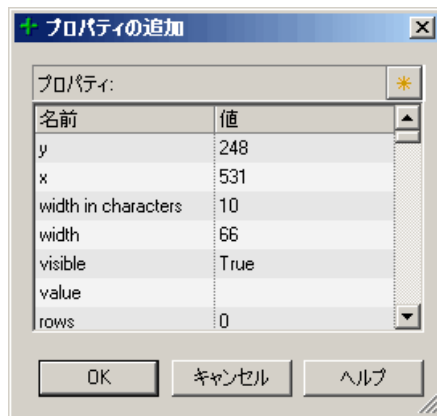 プロパティの追加
プロパティ:
名前 値
y 248
x 531
width in characters 10
width 66
visible True
value
rows 0
OK キャンセル ヘルプ